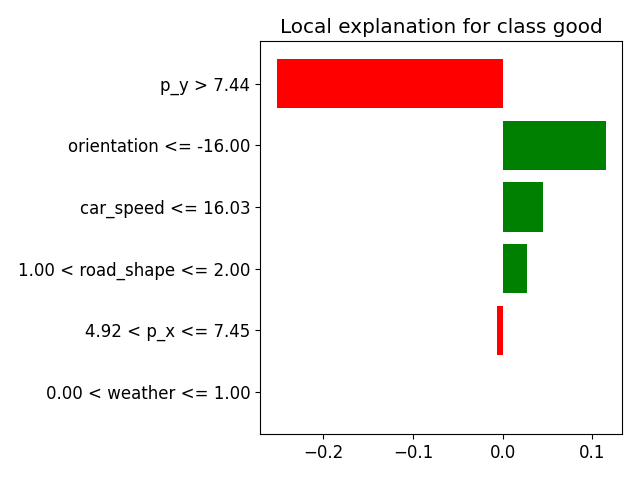 Local explanation for class good
p_y > 7.44
orientation <= -16.00
car_speed <= 16.03
1.00 < road_shape <= 2.00
4.92 < p_x <= 7.45
0.00 < weather <= 1.00
−0.2 −0.1 0.0 0.1